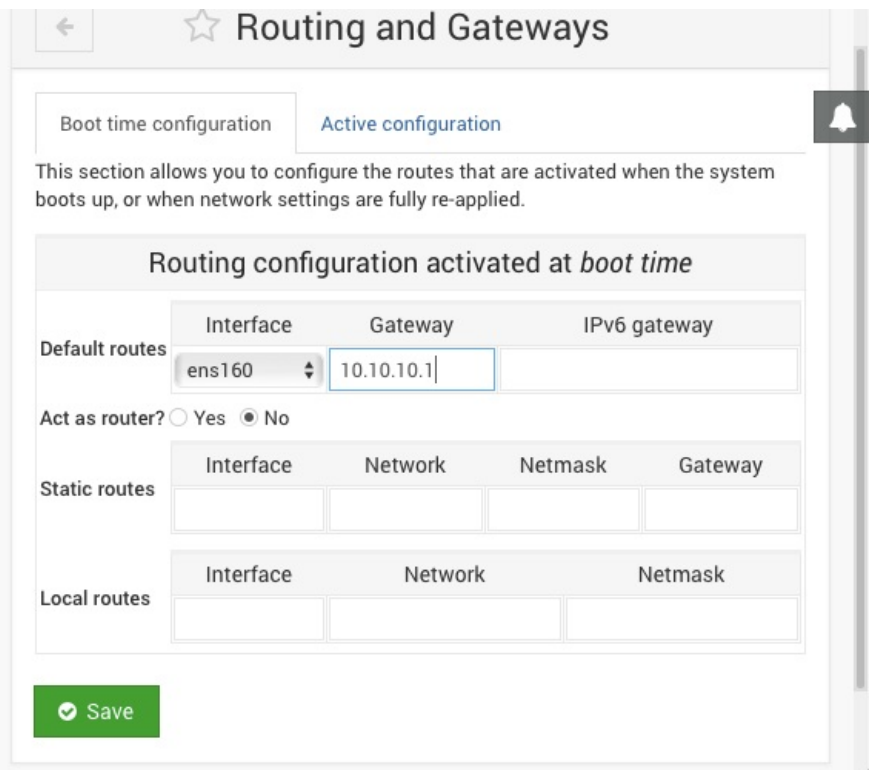 Routing and Gateways
Boot time configuration
Active configuration
This section allows you to configure the routes that are activated when the system
boots up, or when network settings are fully re-applied.
Routing configuration activated at boot time
Default routes
Interface Gateway IPv6 gateway
ens160 10.10.10.1
Act as router? Yes No
Static routes
Interface Network Netmask Gateway
Local routes
Interface Network Netmask
Save